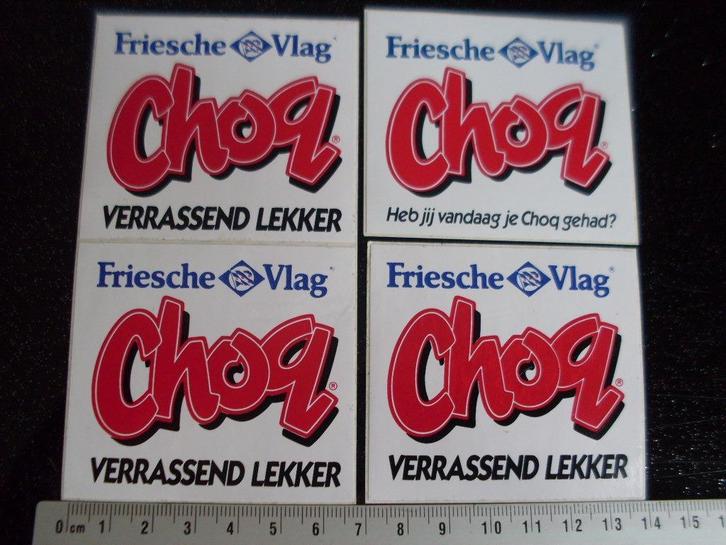 Friesche Vlag
Choq®
VERRASSEND LEKKER
Friesche Vlag
Choq®
Heb jij vandaag je Choq gehad?
Friesche Vlag
Choq®
VERRASSEND LEKKER
Friesche Vlag
Choq®
VERRASSEND LEKKER
0 cm 1 2 3 4 5 6 7 8 9 10 11 12 13 14 15